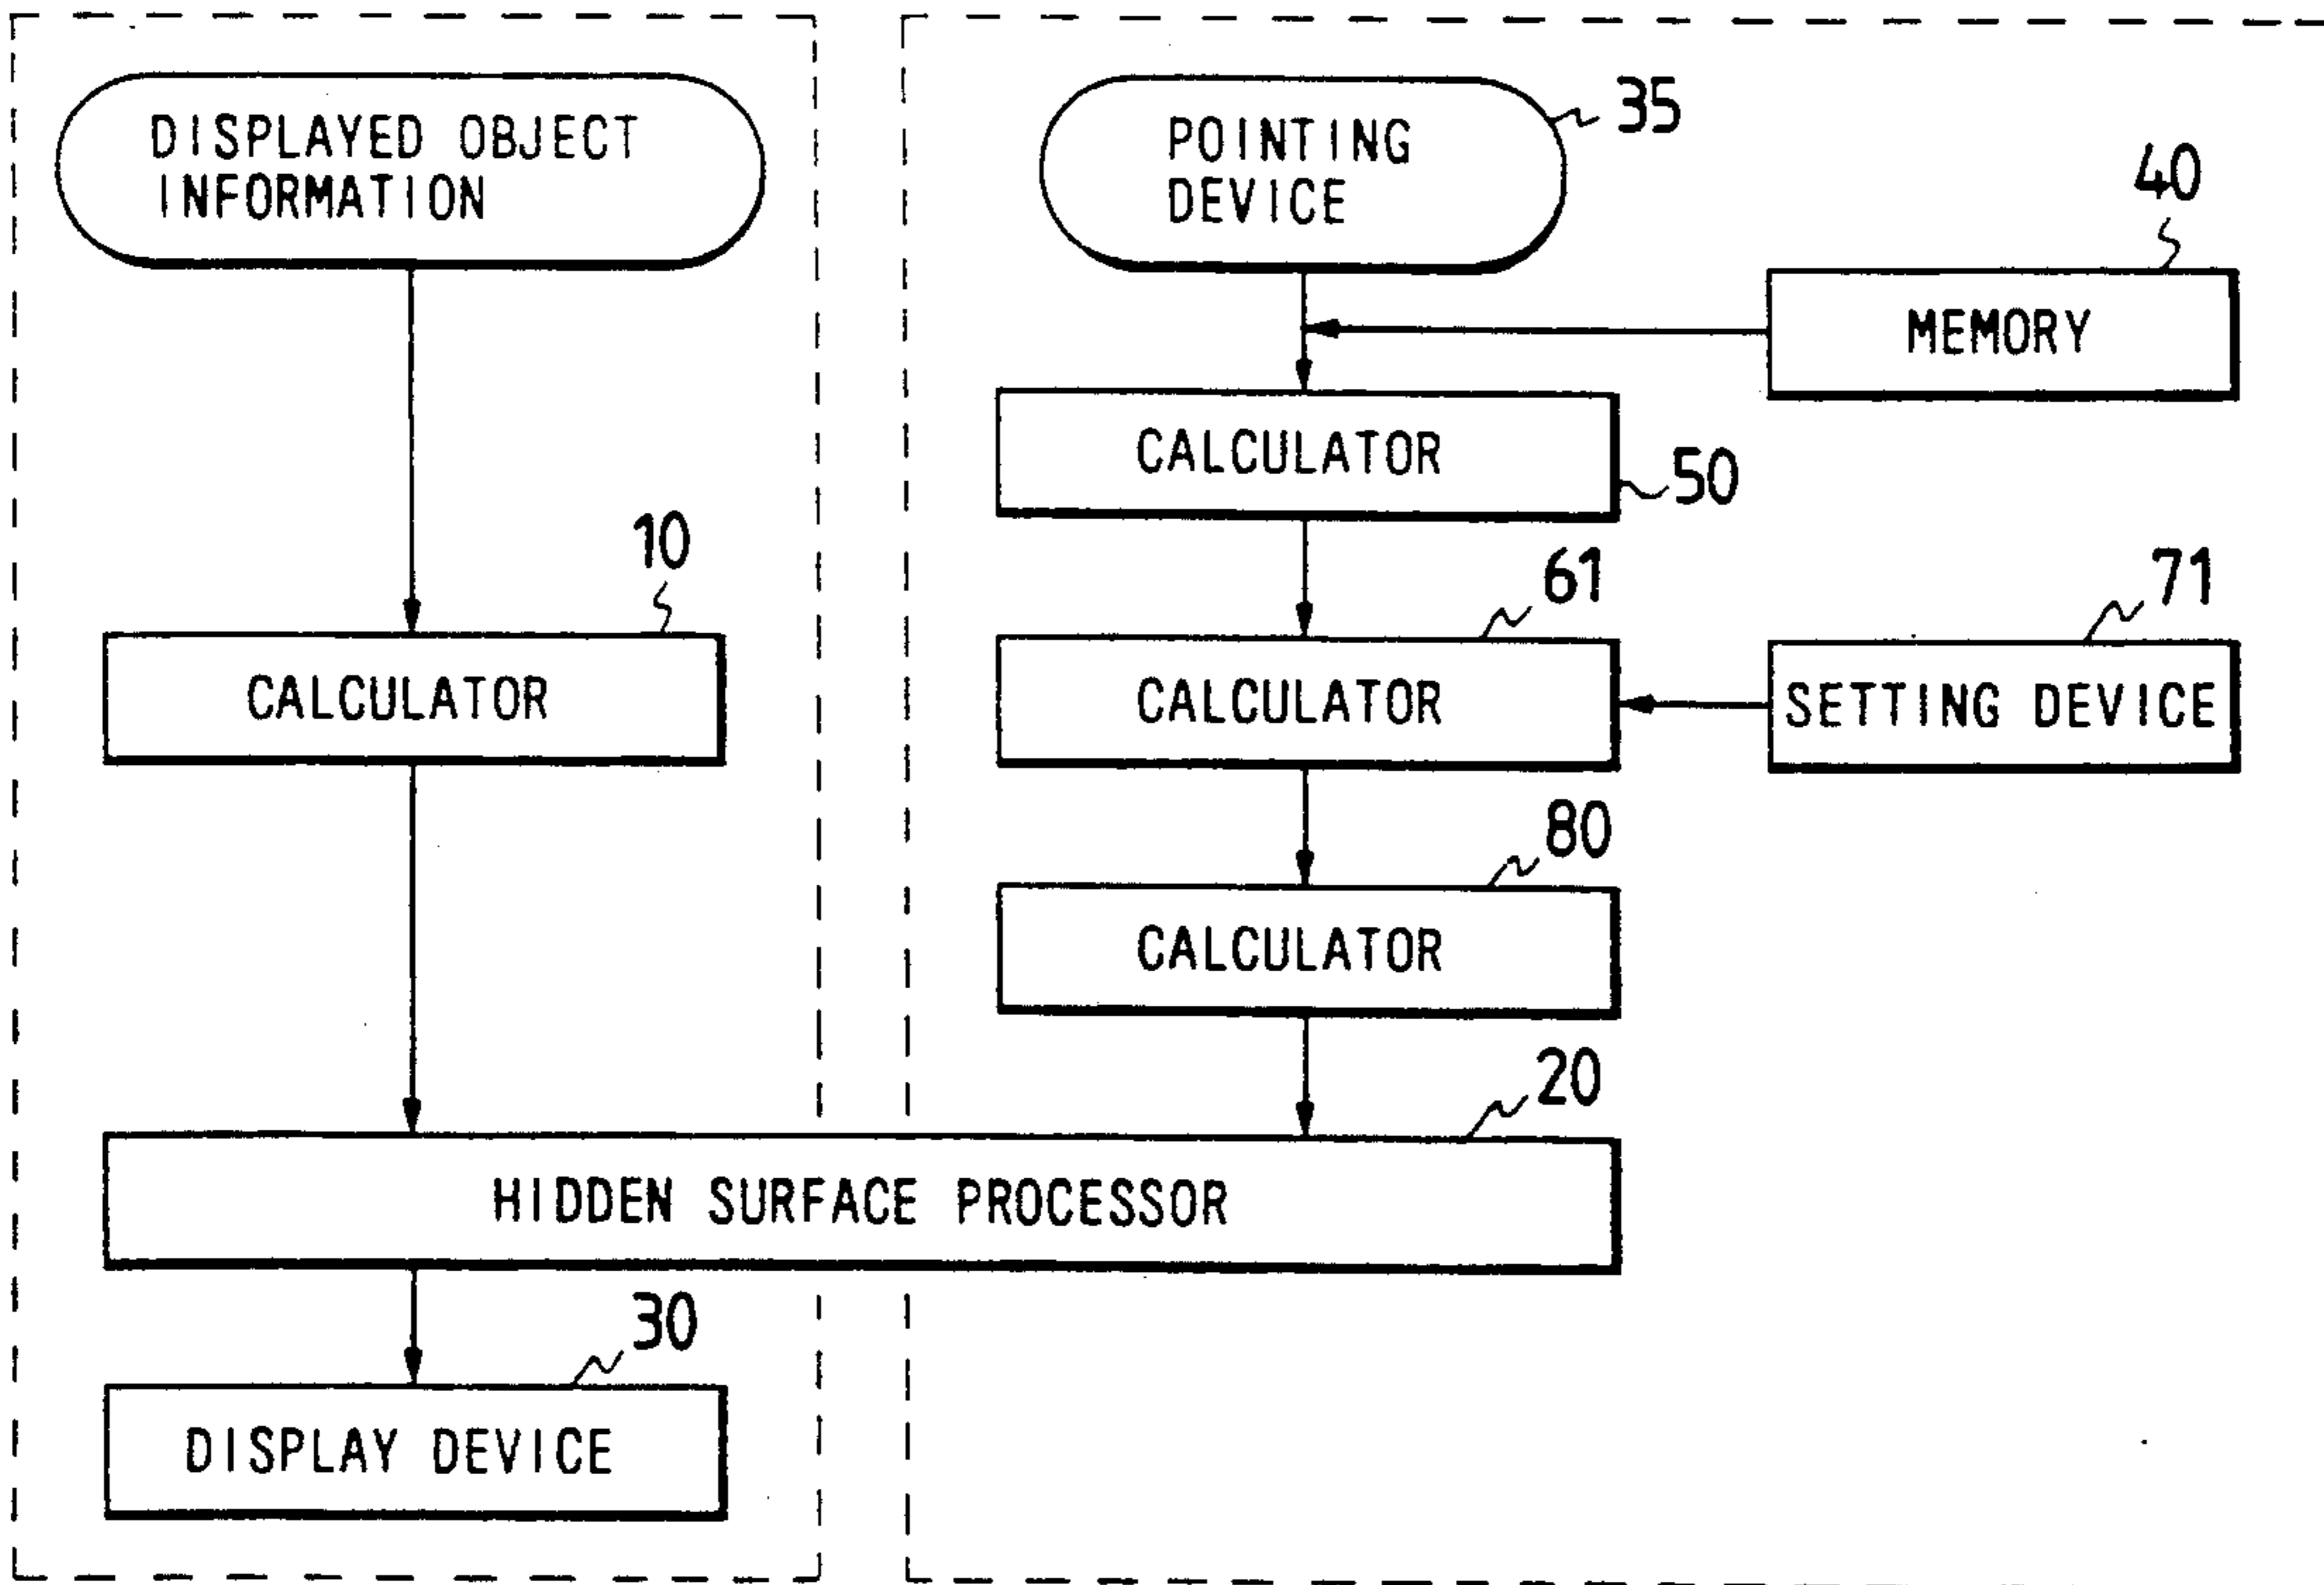 DISPLAYED OBJECT
INFORMATION
POINTING
DEVICE
35
40
MEMORY
CALCULATOR
50
10
61
71
CALCULATOR
CALCULATOR
SETTING DEVICE
80
CALCULATOR
20
HIDDEN SURFACE PROCESSOR
30
DISPLAY DEVICE